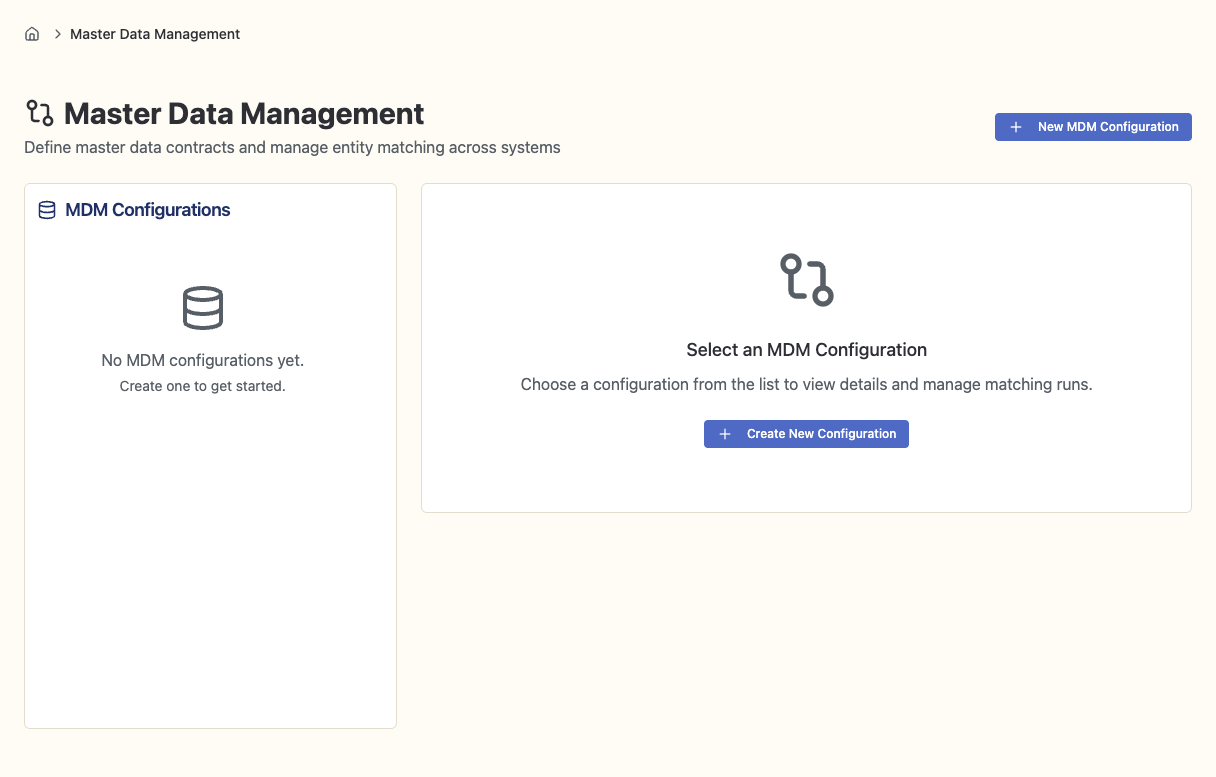 Master Data Management
Master Data Management
Define master data contracts and manage entity matching across systems
New MDM Configuration
MDM Configurations
No MDM configurations yet.
Create one to get started.
Select an MDM Configuration
Choose a configuration from the list to view details and manage matching runs.
Create New Configuration